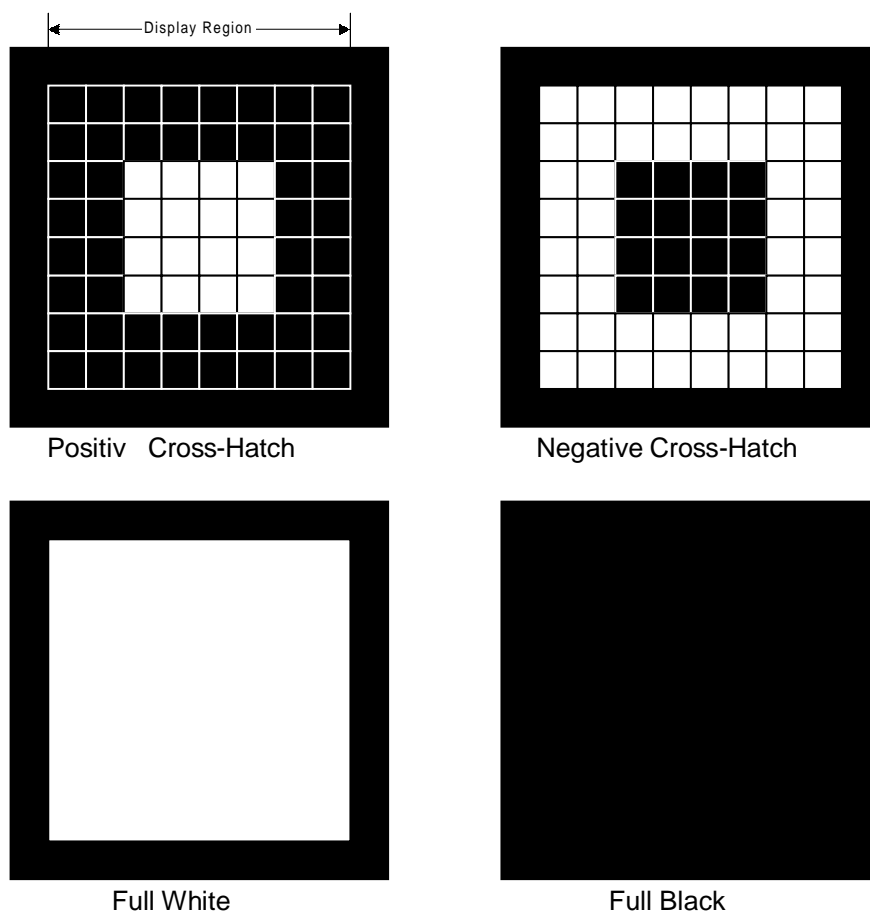 Display Region
Positiv Cross-Hatch
Negative Cross-Hatch
Full White
Full Black